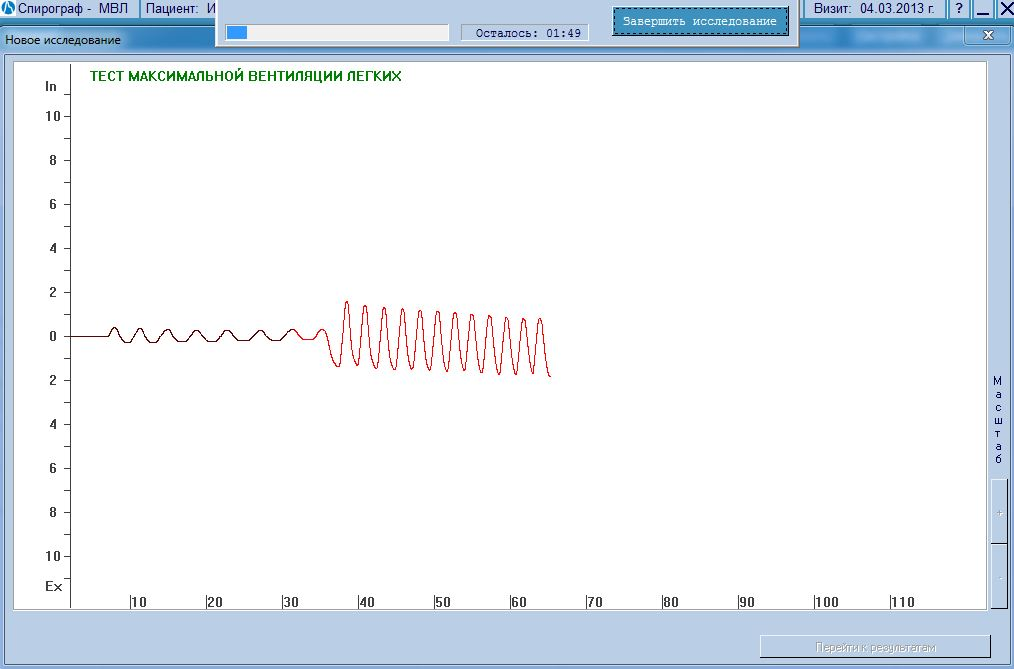 Спирограф - МВЛ Пациент: И Визит: 04.03.2013 г. ?
Осталось: 01:49 Завершить исследование
Новое исследование
ТЕСТ МАКСИМАЛЬНОЙ ВЕНТИЛЯЦИИ ЛЕГКИХ
In
10
8
6
4
2
0
2
4
6
8
10
Ex
10 20 30 40 50 60 70 80 90 100 110
Масштаб
+
-
Перейти к результатам